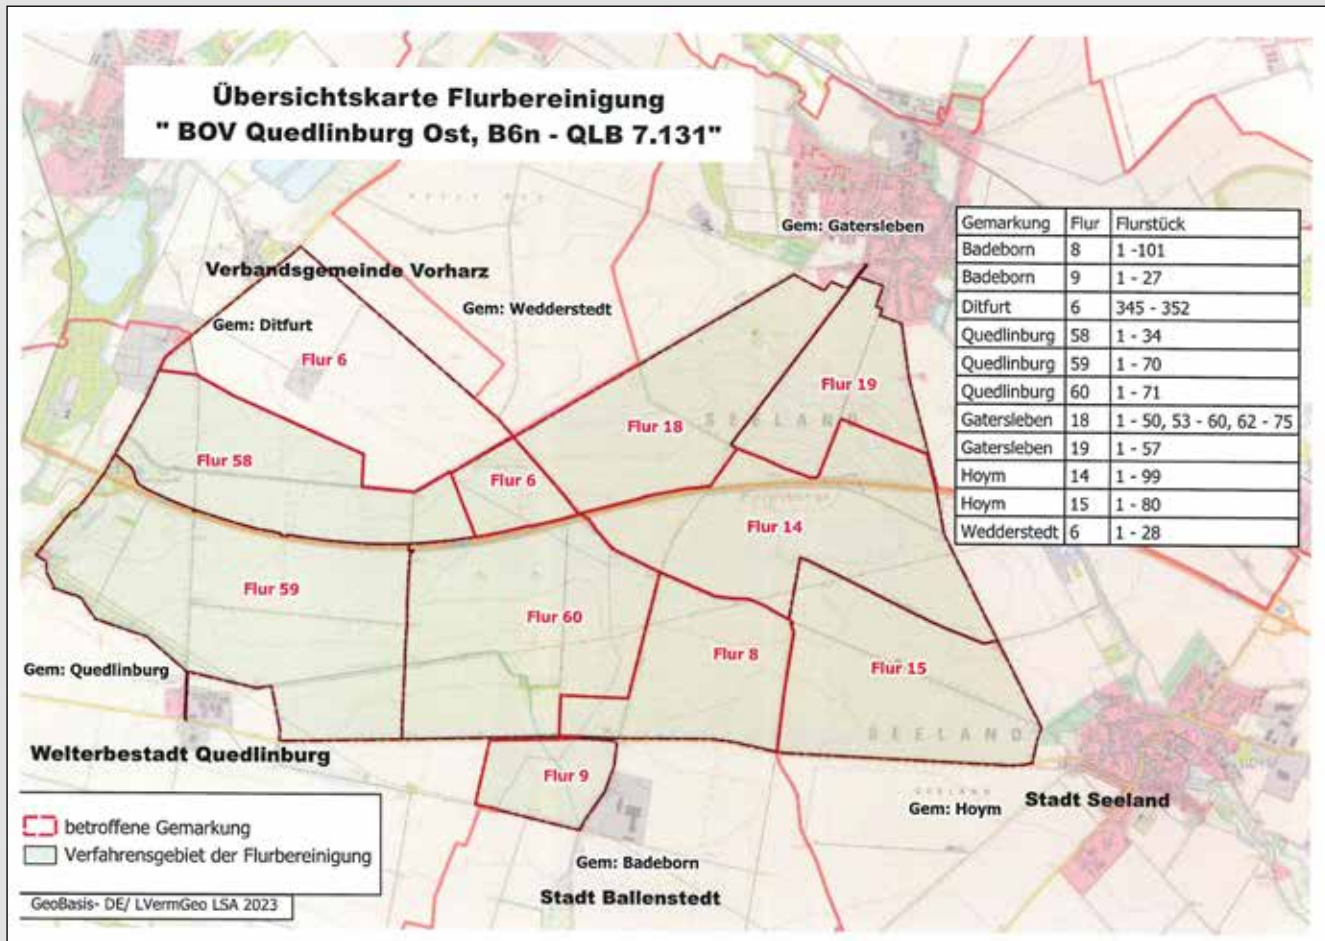 Übersichtskarte Flurbereinigung
" BOV Quedlinburg Ost, B6n - QLB 7.131"
Gem: Gatersleben
Verbandsgemeinde Vorharz
Gem: Wedderstedt
Gem: Ditfurt
Flur 6
Flur 19
Flur 18
SEELAND
Flur 58
Flur 6
Flur 14
Flur 59
Flur 60
Flur 8
Flur 15
Gem: Quedlinburg
SEELAND
Welterbestadt Quedlinburg
Flur 9
Gem: Hoym
Stadt Seeland
Gem: Badeborn
Stadt Ballenstedt
Gemarkung Flur Flurstück
Badeborn 8 1 -101
Badeborn 9 1 - 27
Ditfurt 6 345 - 352
Quedlinburg 58 1 - 34
Quedlinburg 59 1 - 70
Quedlinburg 60 1 - 71
Gatersleben 18 1 - 50, 53 - 60, 62 - 75
Gatersleben 19 1 - 57
Hoym 14 1 - 99
Hoym 15 1 - 80
Wedderstedt 6 1 - 28
betroffene Gemarkung
Verfahrensgebiet der Flurbereinigung
GeoBasis- DE/ LVermGeo LSA 2023